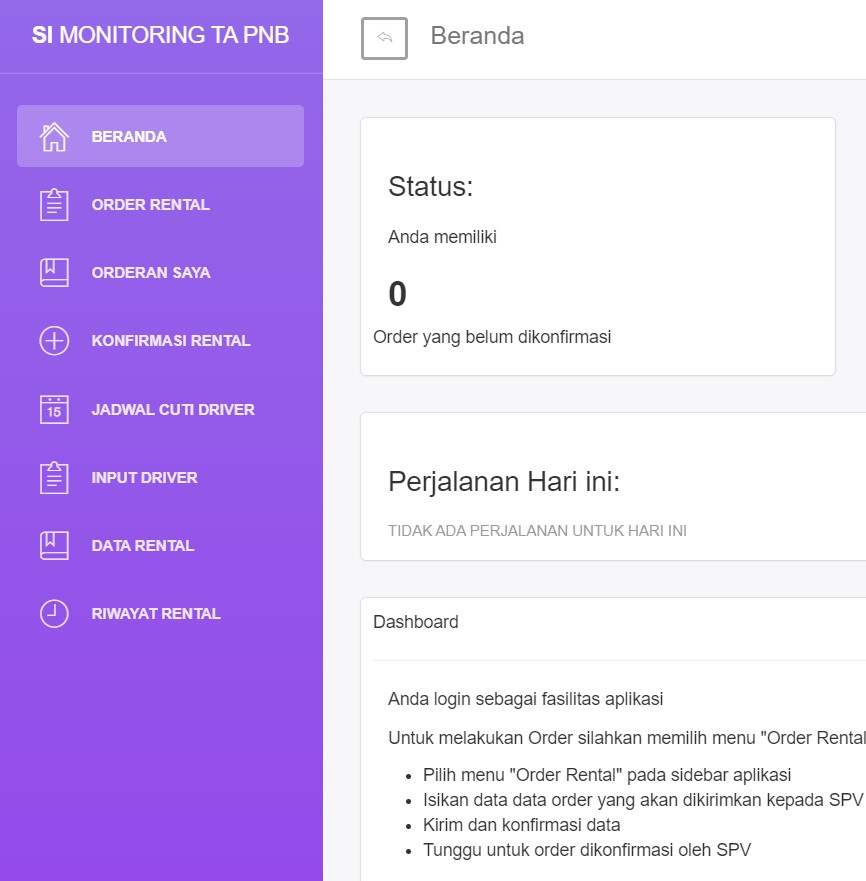 SI MONITORING TA PNB
BERANDA
ORDER RENTAL
ORDERAN SAYA
KONFIRMASI RENTAL
15
JADWAL CUTI DRIVER
INPUT DRIVER
DATA RENTAL
RIWAYAT RENTAL
Beranda
Status:
Anda memiliki
0
Order yang belum dikonfirmasi
Perjalanan Hari ini:
TIDAK ADA PERJALANAN UNTUK HARI INI
Dashboard
Anda login sebagai fasilitas aplikasi
Untuk melakukan Order silahkan memilih menu "Order Rental
• Pilih menu "Order Rental" pada sidebar aplikasi
• Isikan data data order yang akan dikirimkan kepada SPV
• Kirim dan konfirmasi data
• Tunggu untuk order dikonfirmasi oleh SPV